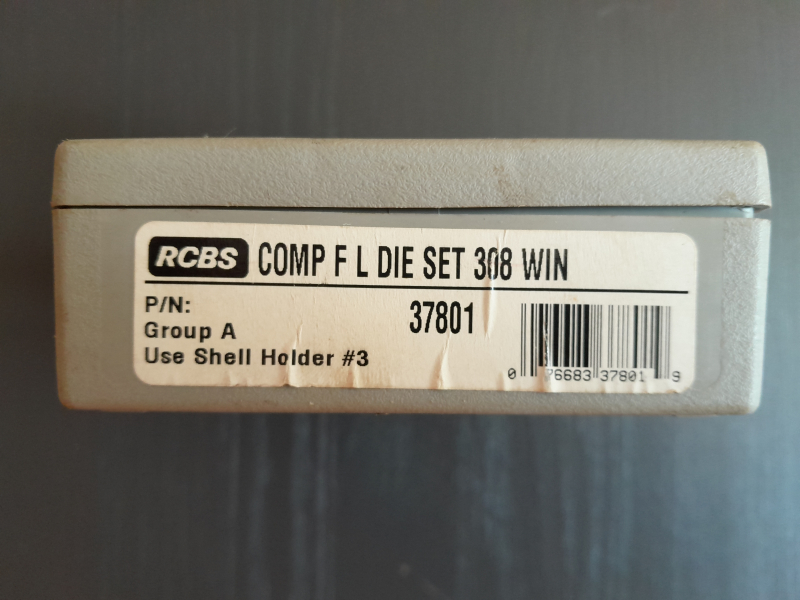 RCBS COMP F L DIE SET 308 WIN
P/N: 37801
Group A
Use Shell Holder #3
0 76683 37801 9